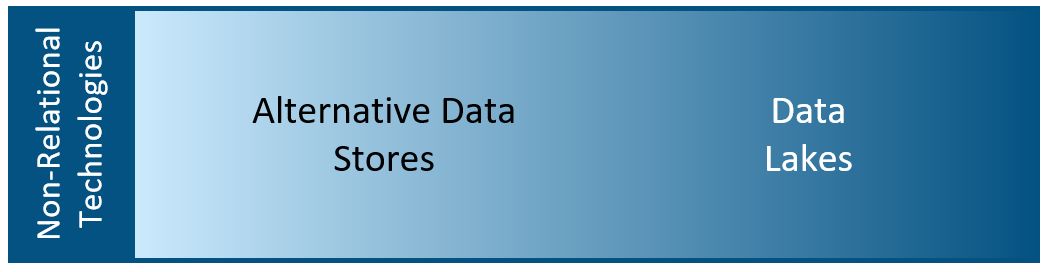 Non-Relational
Technologies
Alternative Data
Stores
Data
Lakes